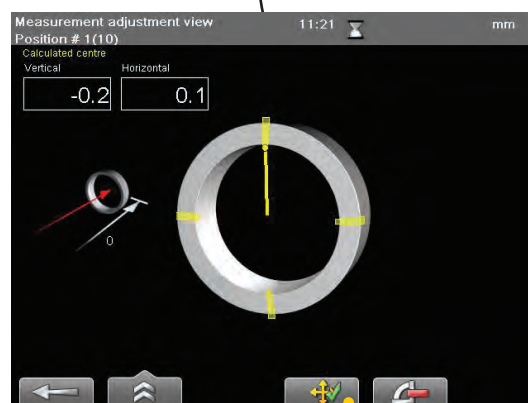 Measurement adjustment view 11:21 mm
Position # 1(10)
Calculated centre
Vertical Horizontal
-0.2 0.1
0